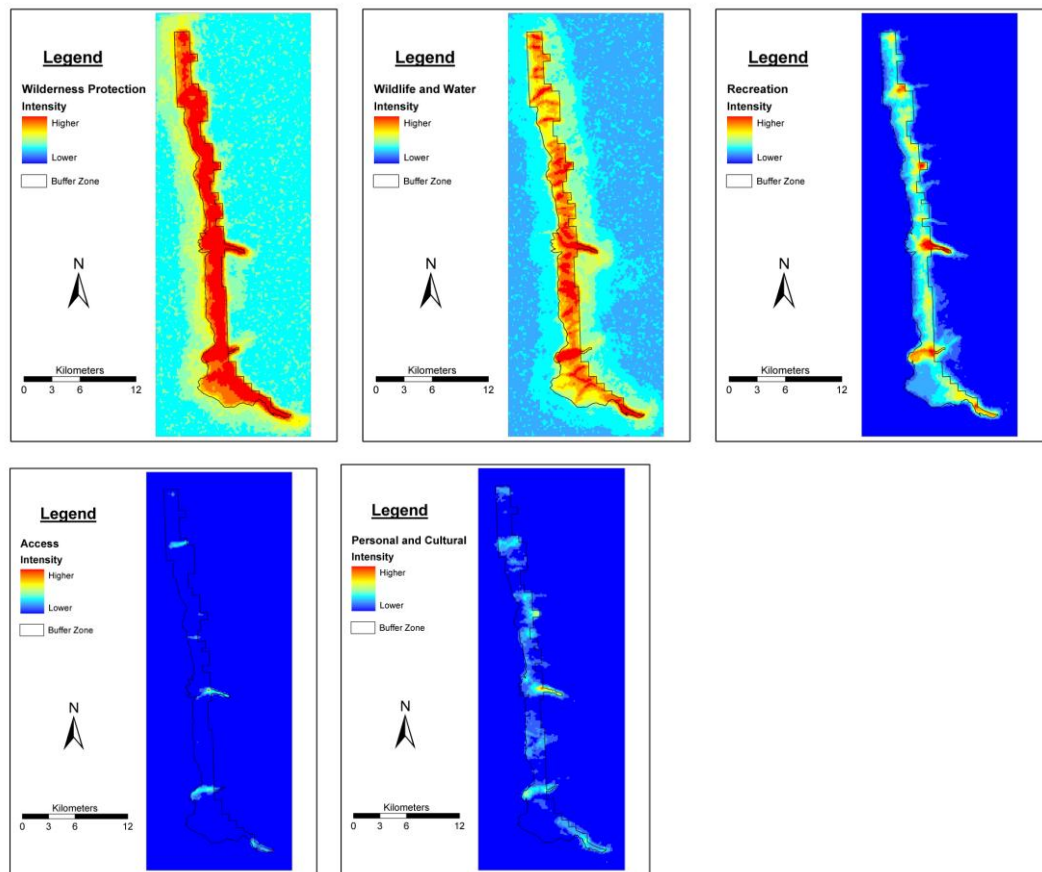 Legend
Wilderness Protection
Intensity
Higher
Lower
Buffer Zone
N
Kilometers
0 3 6 12
Legend
Wildlife and Water
Intensity
Higher
Lower
Buffer Zone
N
Kilometers
0 3 6 12
Legend
Recreation
Intensity
Higher
Lower
Buffer Zone
N
Kilometers
0 3 6 12
Legend
Access
Intensity
Higher
Lower
Buffer Zone
N
Kilometers
0 3 6 12
Legend
Personal and Cultural
Intensity
Higher
Lower
Buffer Zone
N
Kilometers
0 3 6 12